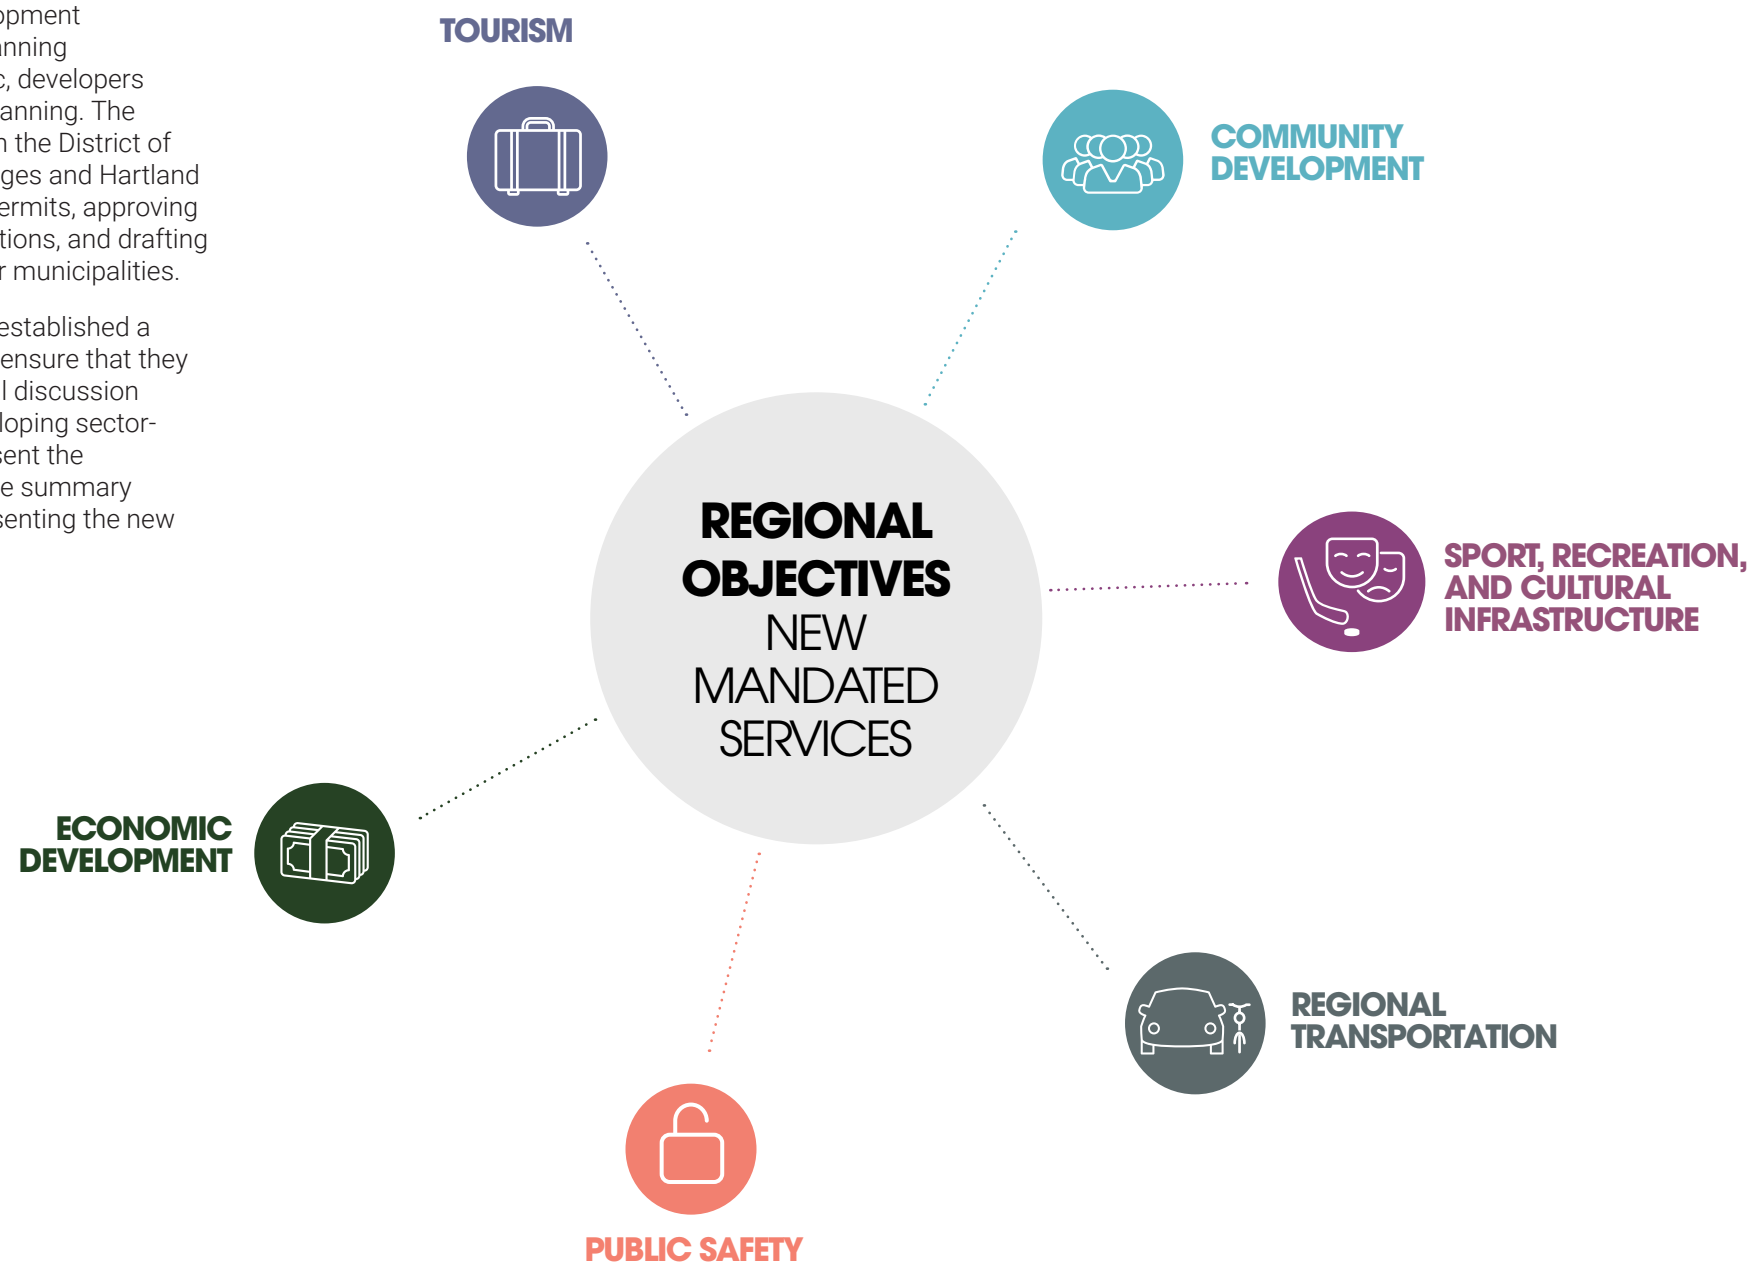 opment
anning
c, developers
lanning. The
n the District of
ges and Hartland
ermits, approving
tions, and drafting
r municipalities.
established a
ensure that they
l discussion
loping sector-
sent the
e summary
senting the new
TOURISM
COMMUNITY
DEVELOPMENT
SPORT, RECREATION,
AND CULTURAL
INFRASTRUCTURE
REGIONAL
OBJECTIVES
NEW
MANDATED
SERVICES
ECONOMIC
DEVELOPMENT
REGIONAL
TRANSPORTATION
PUBLIC SAFETY